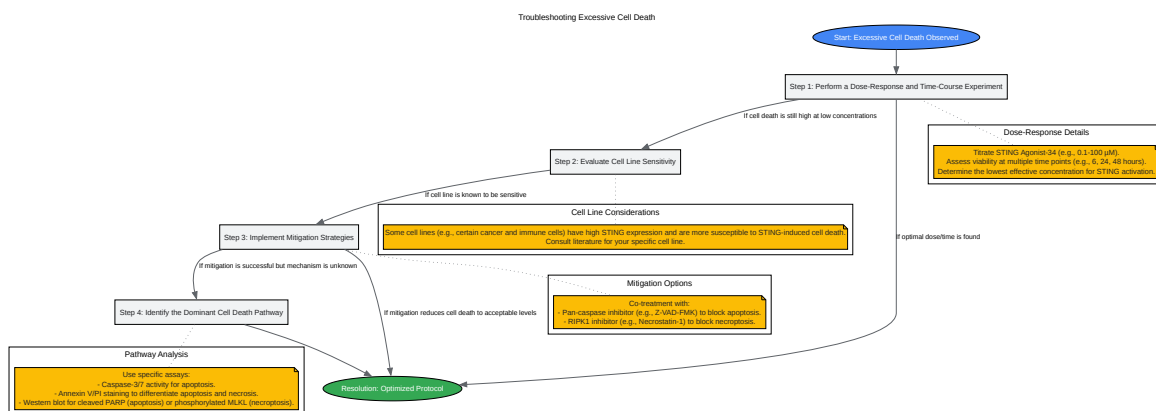 Troubleshooting Excessive Cell Death
Start: Excessive Cell Death Observed
Step 1: Perform a Dose-Response and Time-Course Experiment
If cell death is still high at low concentrations
Dose-Response Details
Titrate STING Agonist-34 (e.g., 0.1-100 μM).
Assess viability at multiple time points (e.g., 6, 24, 48 hours).
Determine the lowest effective concentration for STING activation.
Step 2: Evaluate Cell Line Sensitivity
If cell line is known to be sensitive
Cell Line Considerations
Some cell lines (e.g., certain cancer and immune cells) have high STING expression and are more susceptible to STING-induced cell death.
Consult literature for your specific cell line.
If optimal dose/time is found
Step 3: Implement Mitigation Strategies
If mitigation is successful but mechanism is unknown
Mitigation Options
Co-treatment with:
- Pan-caspase inhibitor (e.g., Z-VAD-FMK) to block apoptosis.
- RIPK1 inhibitor (e.g., Necrostatin-1) to block necroptosis.
Step 4: Identify the Dominant Cell Death Pathway
If mitigation reduces cell death to acceptable levels
Pathway Analysis
Use specific assays:
- Caspase-3/7 activity for apoptosis.
- Annexin V/PI staining to differentiate apoptosis and necrosis.
- Western blot for cleaved PARP (apoptosis) or phosphorylated MLKL (necroptosis).
Resolution: Optimized Protocol